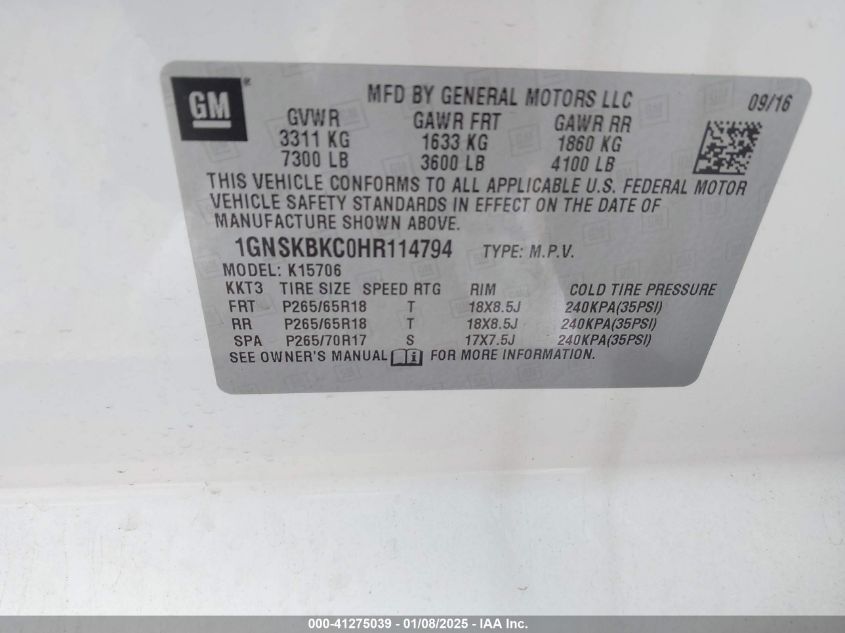 GM
MFD BY GENERAL MOTORS LLC 09/16
GVWR GAWR FRT GAWR RR
3311 KG 1633 KG 1860 KG
7300 LB 3600 LB 4100 LB
THIS VEHICLE CONFORMS TO ALL APPLICABLE U.S. FEDERAL MOTOR
VEHICLE SAFETY STANDARDS IN EFFECT ON THE DATE OF
MANUFACTURE SHOWN ABOVE.
1GNSKBKC0HR114794 TYPE: M.P.V.
MODEL: K15706
KKT3 TIRE SIZE SPEED RTG RIM COLD TIRE PRESSURE
FRT P265/65R18 T 18X8.5J 240KPA(35PSI)
RR P265/65R18 T 18X8.5J 240KPA(35PSI)
SPA P265/70R17 S 17X7.5J 240KPA(35PSI)
SEE OWNER'S MANUAL FOR MORE INFORMATION.
000-41275039 - 01/08/2025 - IAA Inc.